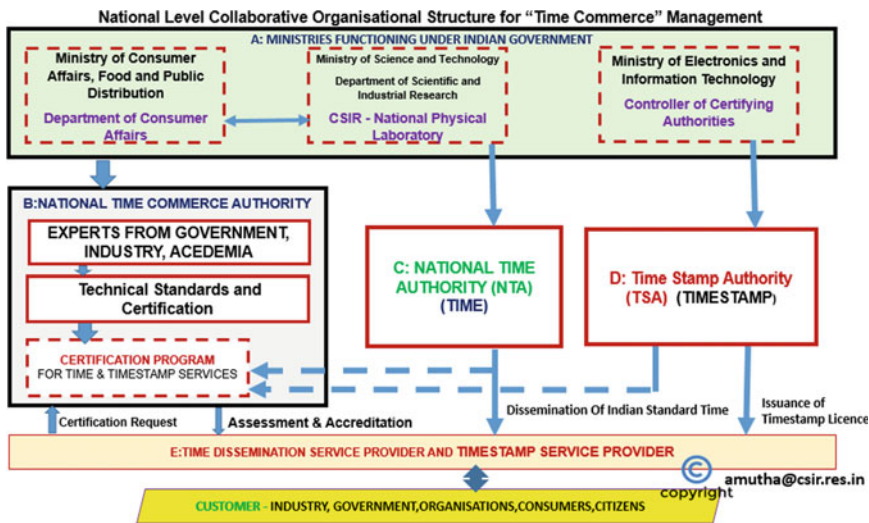 National Level Collaborative Organisational Structure for “Time Commerce” Management
A: MINISTRIES FUNCTIONING UNDER INDIAN GOVERNMENT
Ministry of Consumer
Affairs, Food and Public
Distribution
Department of Consumer
Affairs
Ministry of Science and Technology
Department of Scientific and
Industrial Research
CSIR - National Physical
Laboratory
Ministry of Electronics and
Information Technology
Controller of Certifying
Authorities
B:NATIONAL TIME COMMERCE AUTHORITY
EXPERTS FROM GOVERNMENT,
INDUSTRY, ACEDEMIA
Technical Standards and
Certification
CERTIFICATION PROGRAM
FOR TIME & TIMESTAMP SERVICES
C: NATIONAL TIME
AUTHORITY (NTA)
(TIME)
D: Time Stamp Authority
(TSA) (TIMESTAMP)
Certification Request
Assessment & Accreditation
Dissemination Of Indian Standard Time
Issuance of
Timestamp Licence
E:TIME DISSEMINATION SERVICE PROVIDER AND TIMESTAMP SERVICE PROVIDER
©
copyright
amutha@csir.res.in
CUSTOMER - INDUSTRY, GOVERNMENT,ORGANISATIONS,CONSUMERS,CITIZENS